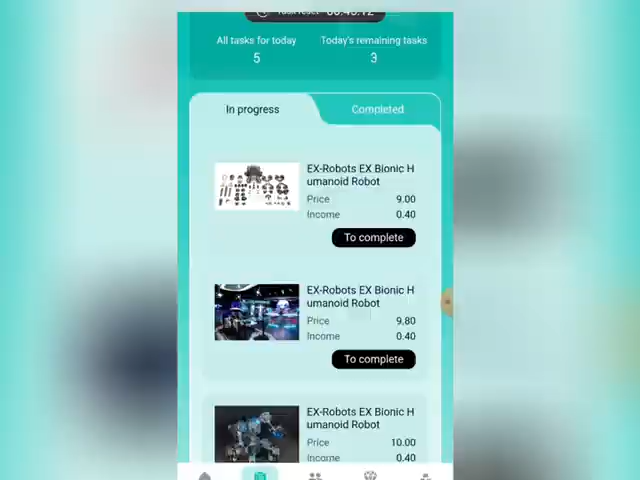 All tasks for today
Today's remaining tasks
5
3
In progress
Completed
EX-Robots EX Bionic H
umanoid Robot
Price 9.00
Income 0.40
To complete
EX-Robots EX Bionic H
umanoid Robot
Price 9.80
Income 0.40
To complete
EX-Robots EX Bionic H
umanoid Robot
Price 10.00
Income 0.40